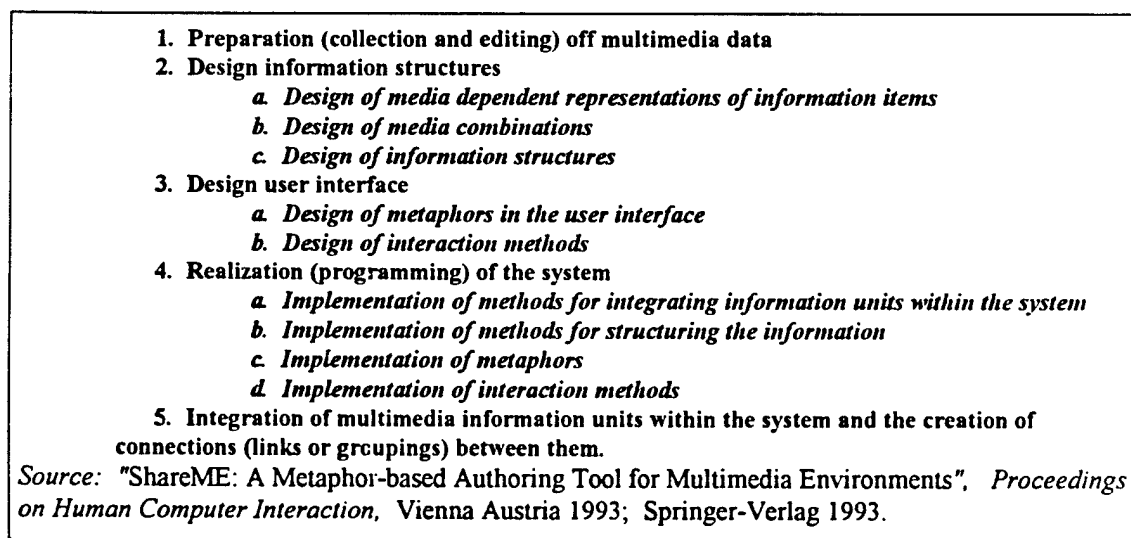 1. Preparation (collection and editing) off multimedia data
2. Design information structures
a. Design of media dependent representations of information items
b. Design of media combinations
c. Design of information structures
3. Design user interface
a. Design of metaphors in the user interface
b. Design of interaction methods
4. Realization (programming) of the system
a. Implementation of methods for integrating information units within the system
b. Implementation of methods for structuring the information
c. Implementation of metaphors
d. Implementation of interaction methods
5. Integration of multimedia information units within the system and the creation of
connections (links or groupings) between them.
Source: "ShareME: A Metaphor-based Authoring Tool for Multimedia Environments", Proceedings
on Human Computer Interaction, Vienna Austria 1993; Springer-Verlag 1993.